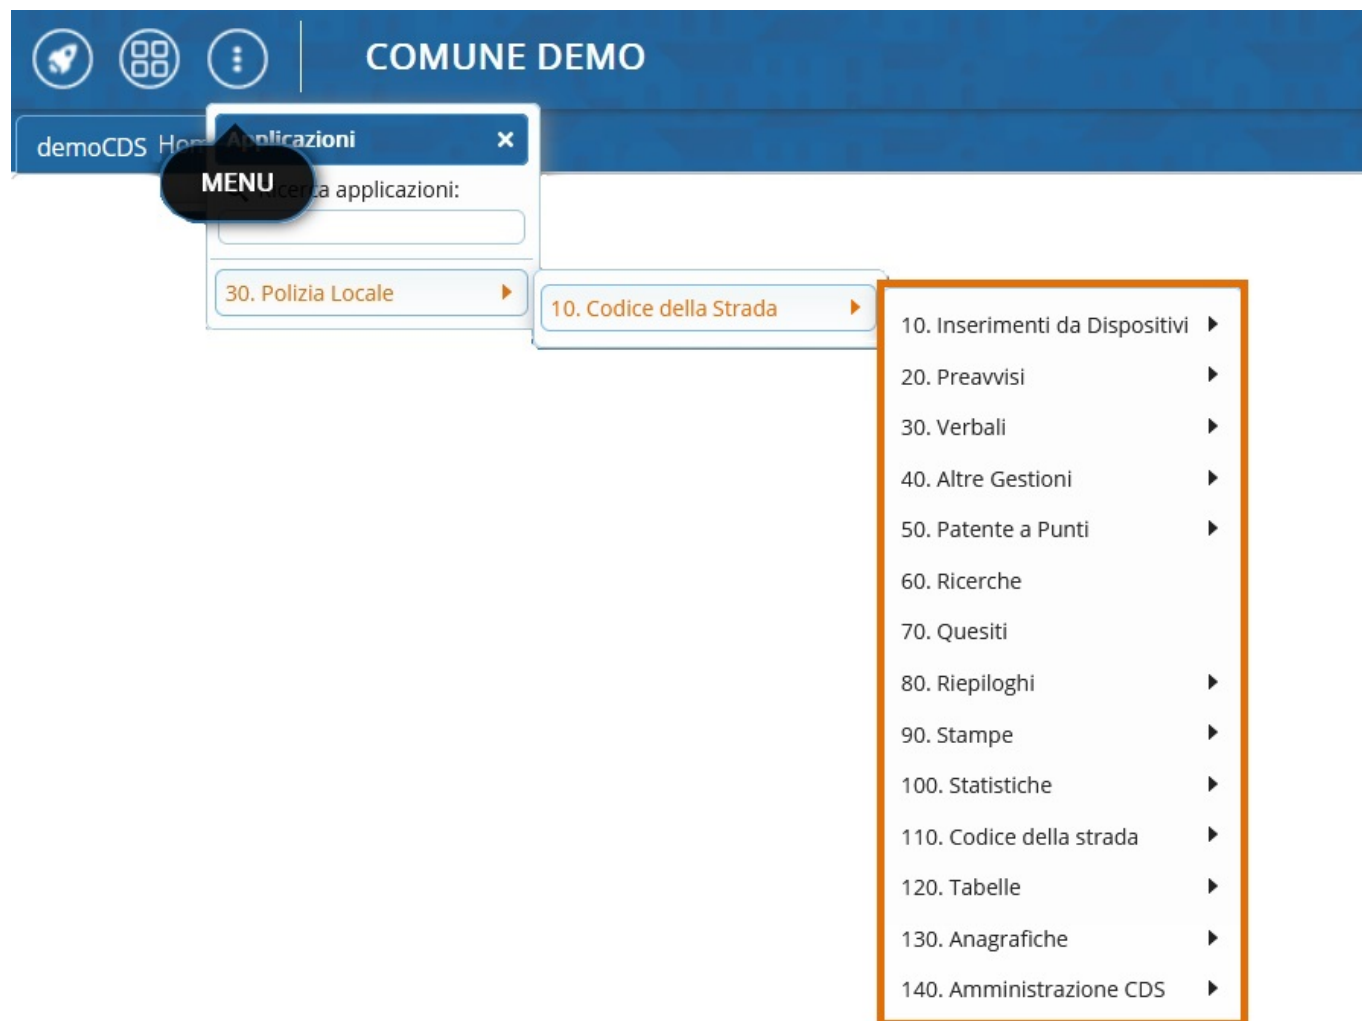 COMUNE DEMO
demoCDS
Applicazioni
MENU
applicazioni:
30. Polizia Locale
10. Codice della Strada
10. Inserimenti da Dispositivi
20. Preavvisi
30. Verbali
40. Altre Gestioni
50. Patente a Punti
60. Ricerche
70. Quesiti
80. Riepiloghi
90. Stampe
100. Statistiche
110. Codice della strada
120. Tabelle
130. Anagrafiche
140. Amministrazione CDS